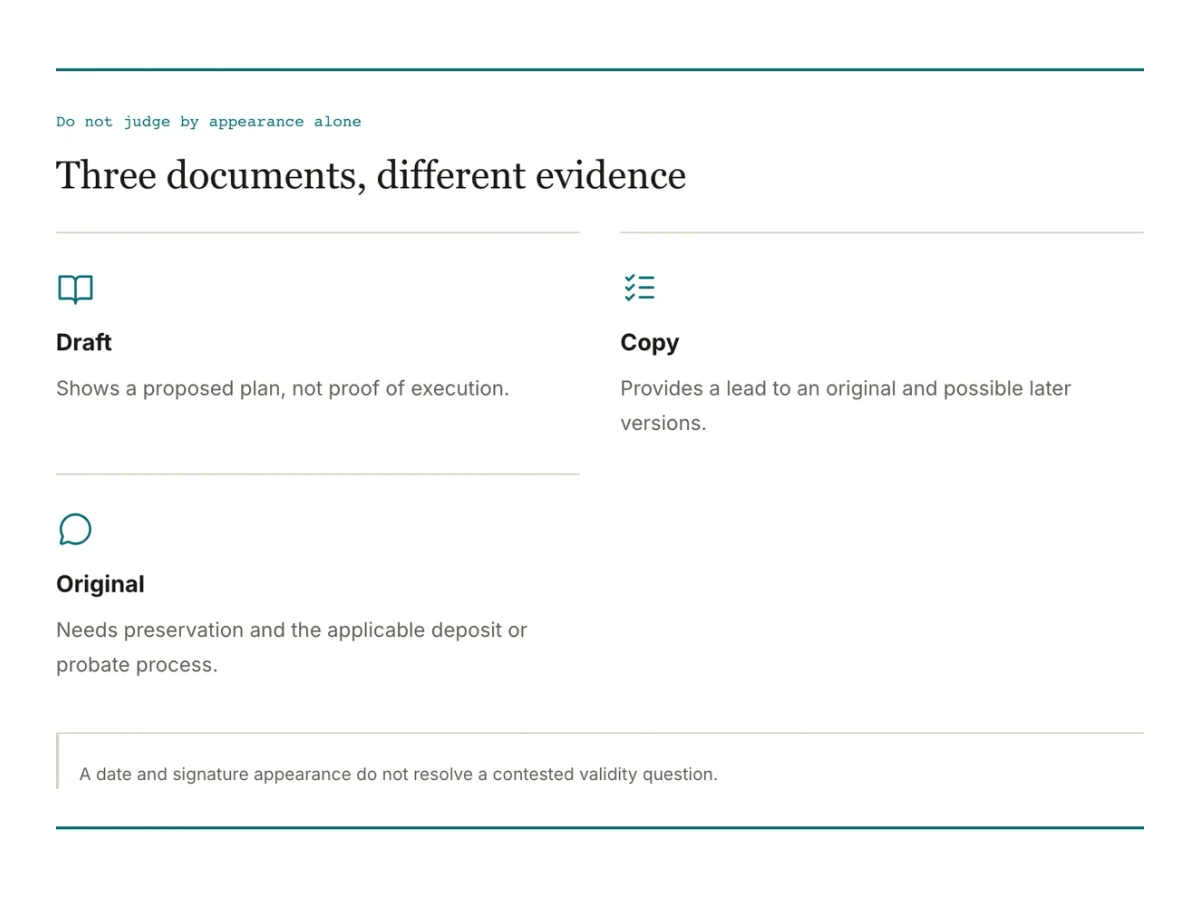 Do not judge by appearance alone
Three documents, different evidence
Draft
Shows a proposed plan, not proof of execution.
Copy
Provides a lead to an original and possible later
versions.
Original
Needs preservation and the applicable deposit or
probate process.
A date and signature appearance do not resolve a contested validity question.